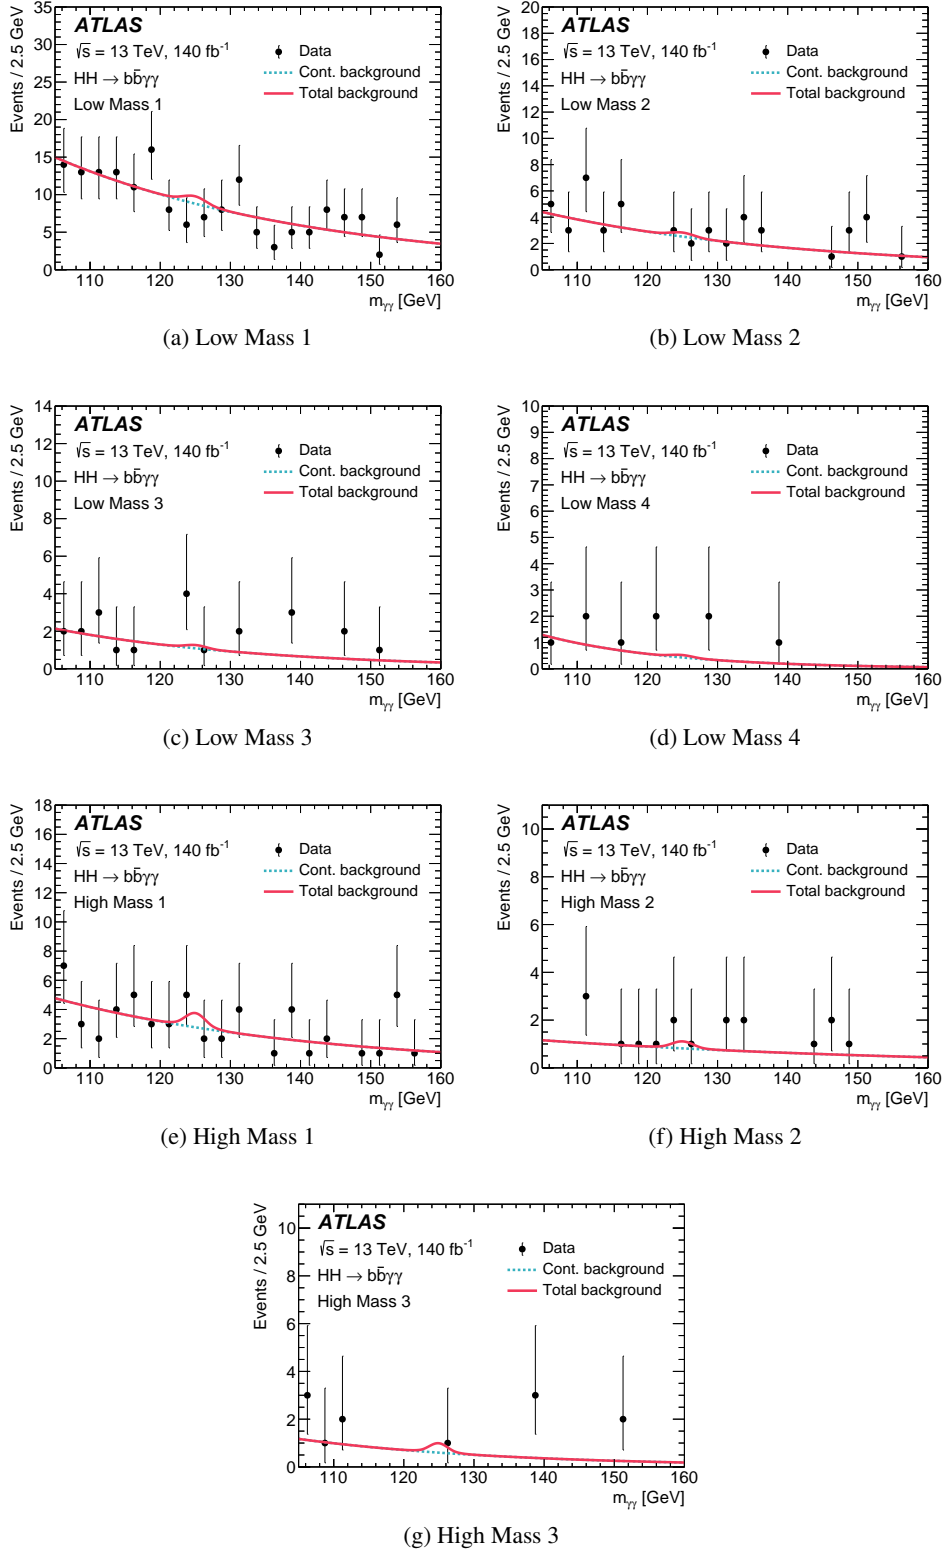 ATLAS
√s = 13 TeV, 140 fb⁻¹
HH → bb̄γγ
Low Mass 1
Data
Cont. background
Total background
Events / 2.5 GeV
0 5 10 15 20 25 30 35
110 120 130 140 150 160
mγγ [GeV]
(a) Low Mass 1
ATLAS
√s = 13 TeV, 140 fb⁻¹
HH → bb̄γγ
Low Mass 2
Data
Cont. background
Total background
Events / 2.5 GeV
0 2 4 6 8 10 12 14 16 18 20
110 120 130 140 150 160
mγγ [GeV]
(b) Low Mass 2
ATLAS
√s = 13 TeV, 140 fb⁻¹
HH → bb̄γγ
Low Mass 3
Data
Cont. background
Total background
Events / 2.5 GeV
0 2 4 6 8 10 12 14
110 120 130 140 150 160
mγγ [GeV]
(c) Low Mass 3
ATLAS
√s = 13 TeV, 140 fb⁻¹
HH → bb̄γγ
Low Mass 4
Data
Cont. background
Total background
Events / 2.5 GeV
0 1 2 3 4 5 6 7 8 9 10
110 120 130 140 150 160
mγγ [GeV]
(d) Low Mass 4
ATLAS
√s = 13 TeV, 140 fb⁻¹
HH → bb̄γγ
High Mass 1
Data
Cont. background
Total background
Events / 2.5 GeV
0 2 4 6 8 10 12 14 16 18
110 120 130 140 150 160
mγγ [GeV]
(e) High Mass 1
ATLAS
√s = 13 TeV, 140 fb⁻¹
HH → bb̄γγ
High Mass 2
Data
Cont. background
Total background
Events / 2.5 GeV
0 2 4 6 8 10
110 120 130 140 150 160
mγγ [GeV]
(f) High Mass 2
ATLAS
√s = 13 TeV, 140 fb⁻¹
HH → bb̄γγ
High Mass 3
Data
Cont. background
Total background
Events / 2.5 GeV
0 2 4 6 8 10
110 120 130 140 150 160
mγγ [GeV]
(g) High Mass 3